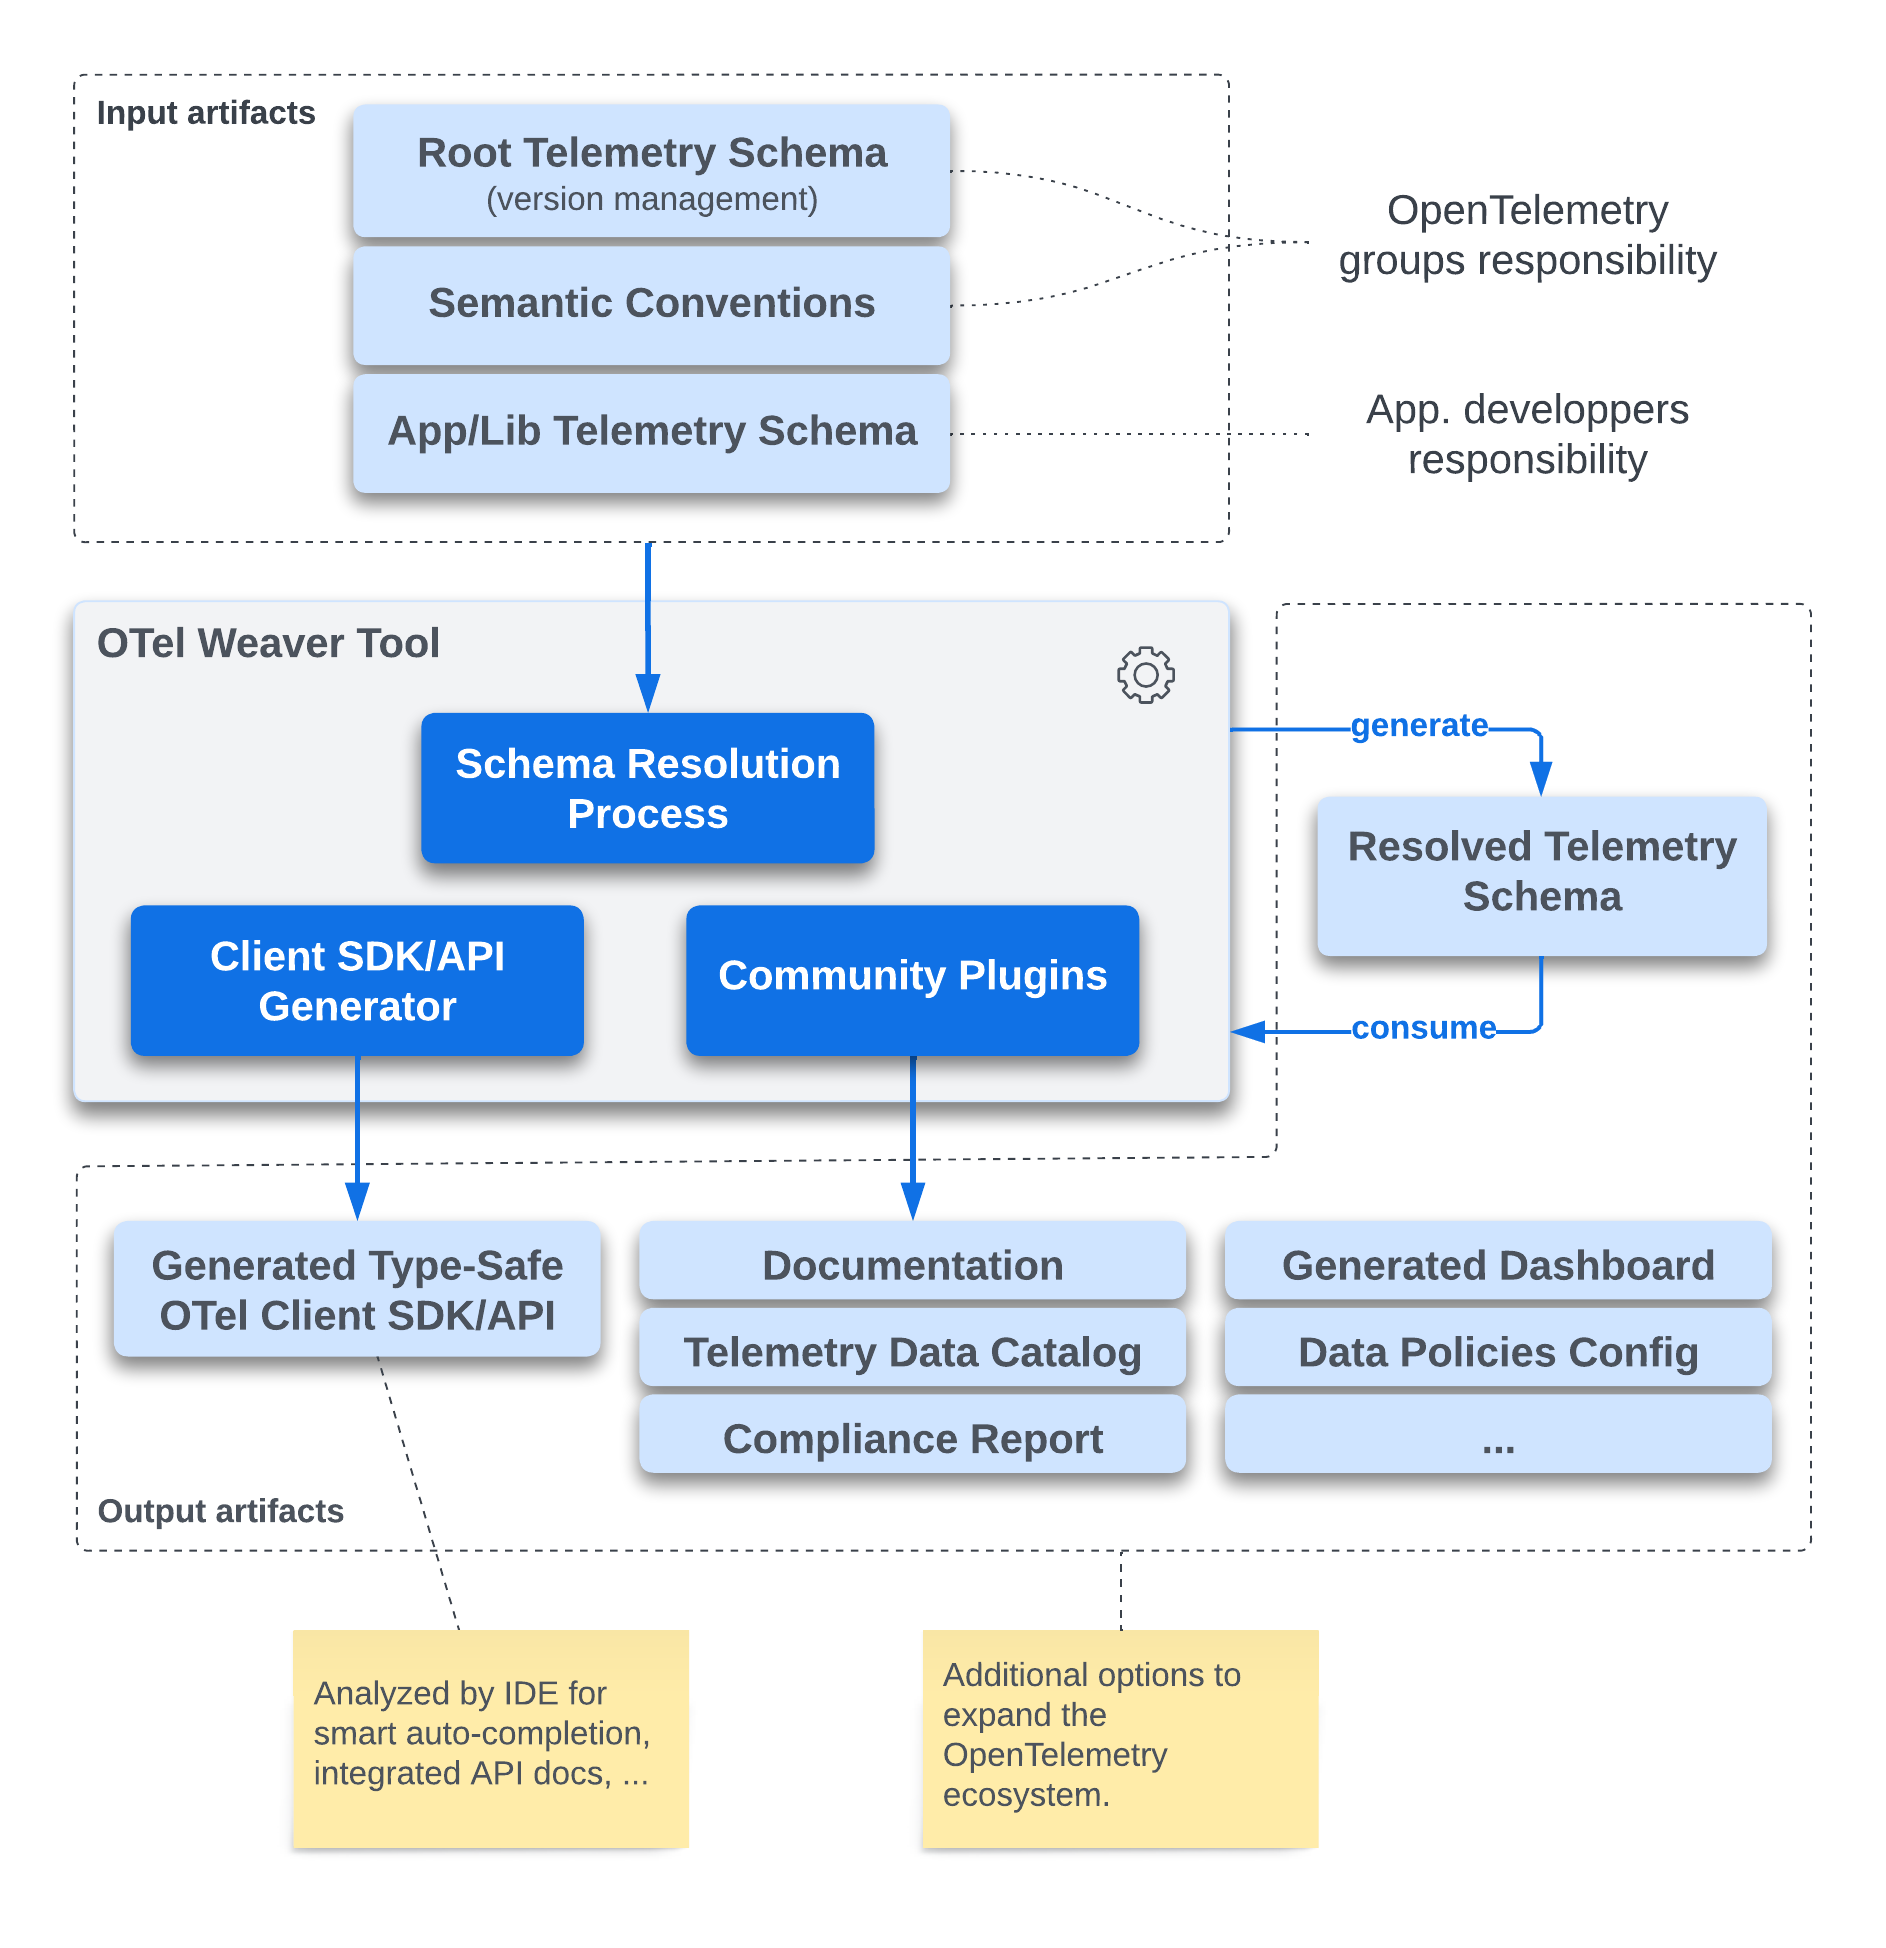 Input artifacts
Root Telemetry Schema
(version management)
Semantic Conventions
App/Lib Telemetry Schema
OpenTelemetry
groups responsibility
App. developpers
responsibility
OTel Weaver Tool
Schema Resolution
Process
Client SDK/API
Generator
Community Plugins
generate
Resolved Telemetry
Schema
consume
Generated Type-Safe
OTel Client SDK/API
Documentation
Telemetry Data Catalog
Compliance Report
Generated Dashboard
Data Policies Config
...
Output artifacts
Analyzed by IDE for
smart auto-completion,
integrated API docs, ...
Additional options to
expand the
OpenTelemetry
ecosystem.